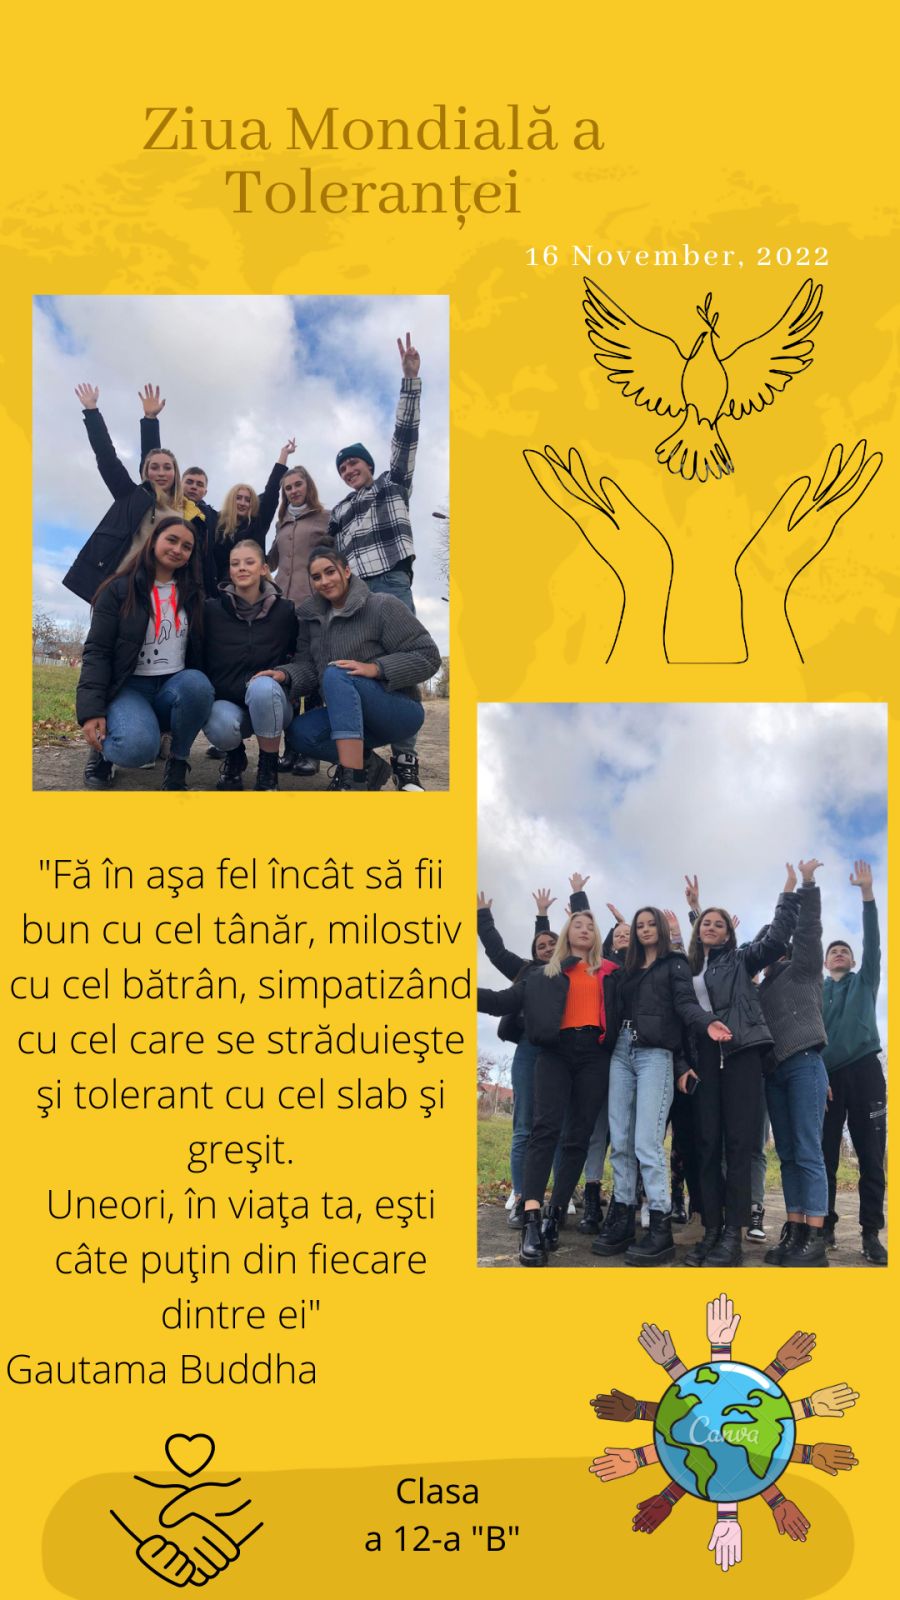 Ziua Mondială a
Toleranței
16 November, 2022
"Fă în aşa fel încât să fii
bun cu cel tânăr, milostiv
cu cel bătrân, simpatizând
cu cel care se străduieşte
şi tolerant cu cel slab şi
greşit.
Uneori, în viaţa ta, eşti
câte puţin din fiecare
dintre ei"
Gautama Buddha
Canva
Clasa
a 12-a "B"